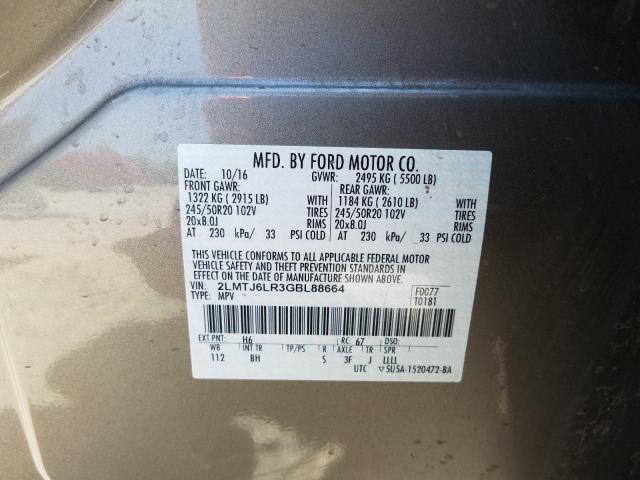 MFD. BY FORD MOTOR CO.
DATE: 10/16 GVWR: 2495 KG ( 5500 LB)
FRONT GAWR: REAR GAWR:
1322 KG ( 2915 LB) WITH 1184 KG ( 2610 LB) WITH
245/50R20 102V TIRES 245/50R20 102V TIRES
20x8.0J RIMS 20x8.0J RIMS
AT 230 kPa/ 33 PSI COLD AT 230 kPa/ 33 PSI COLD
THIS VEHICLE CONFORMS TO ALL APPLICABLE FEDERAL MOTOR
VEHICLE SAFETY AND THEFT PREVENTION STANDARDS IN
EFFECT ON THE DATE OF MANUFACTURE SHOWN ABOVE.
VIN: 2LMTJ6LR3GBL88664 F0077
TYPE: MPV T0181
EXT PNT: H6 RC: 67 DSO:
WB INT TR TP/PS R AXLE TR SPR
112 BH S 3F J LLLL
UTC ▽5U5A-1520472-BA